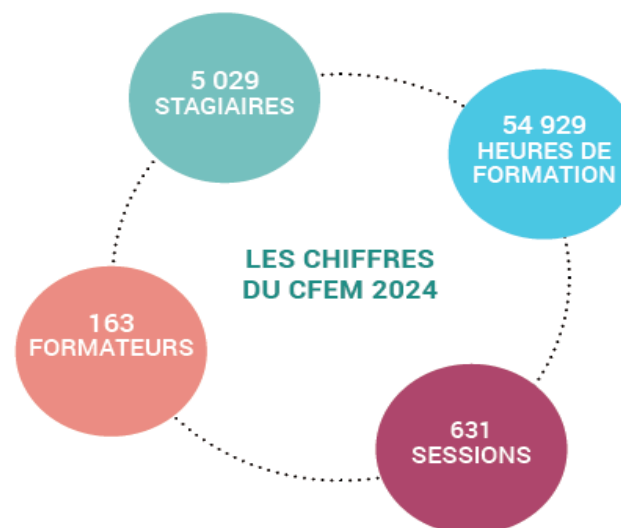 5 029
STAGIAIRES
54 929
HEURES DE
FORMATION
LES CHIFFRES
DU CFEM 2024
163
FORMATEURS
631
SESSIONS